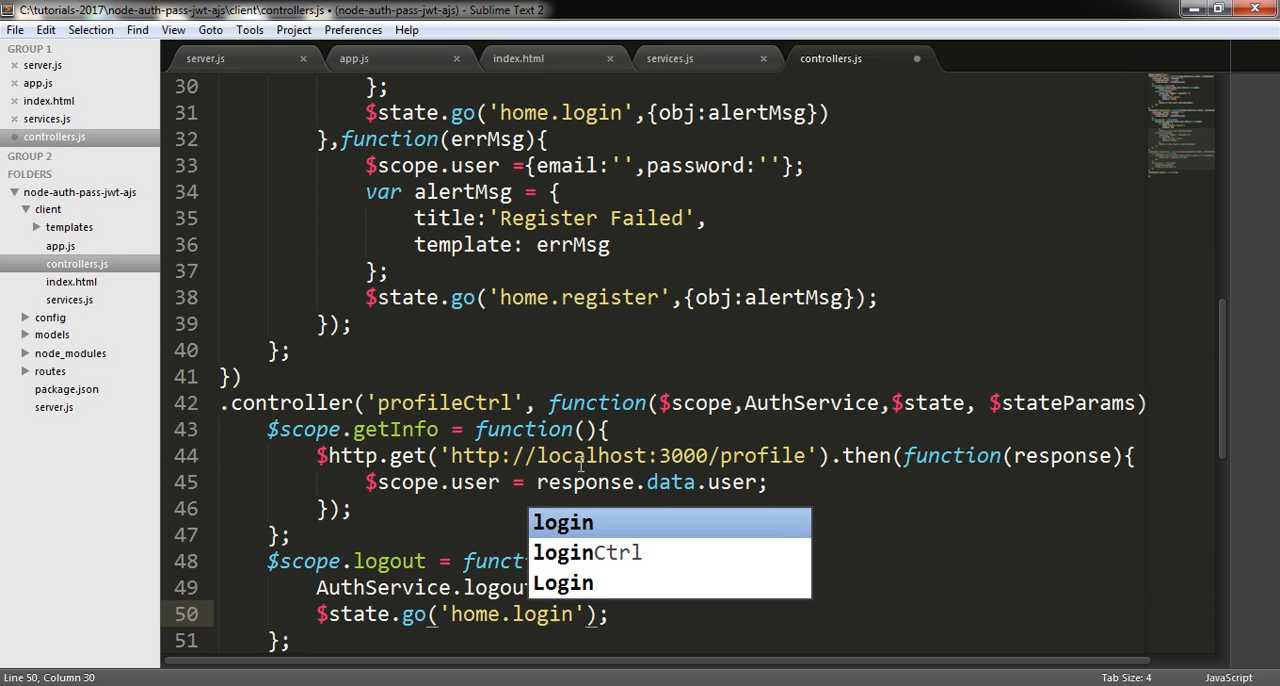 C:\tutorials-2017\node-auth-pass-jwt-ajs\client\controllers.js • (node-auth-pass-jwt-ajs) - Sublime Text 2
File Edit Selection Find View Goto Tools Project Preferences Help
GROUP 1
server.js
app.js
index.html
services.js
controllers.js
GROUP 2
FOLDERS
node-auth-pass-jwt-ajs
client
templates
app.js
controllers.js
index.html
services.js
config
models
node_modules
routes
package.json
server.js
server.js app.js index.html services.js controllers.js
30 };
31 $state.go('home.login',{obj:alertMsg})
32 },function(errMsg){
33 $scope.user ={email:'',password:''};
34 var alertMsg = {
35 title:'Register Failed',
36 template: errMsg
37 };
38 $state.go('home.register',{obj:alertMsg});
39 });
40 };
41 })
42 .controller('profileCtrl', function($scope,AuthService,$state, $stateParams)
43 $scope.getInfo = function(){
44 $http.get('http://localhost:3000/profile').then(function(response){
45 $scope.user = response.data.user;
46 });
47 };
48 $scope.logout = funct
49 AuthService.logou
50 $state.go('home.login');
51 };
login
loginCtrl
Login
Line 50, Column 30 Tab Size: 4 JavaScript